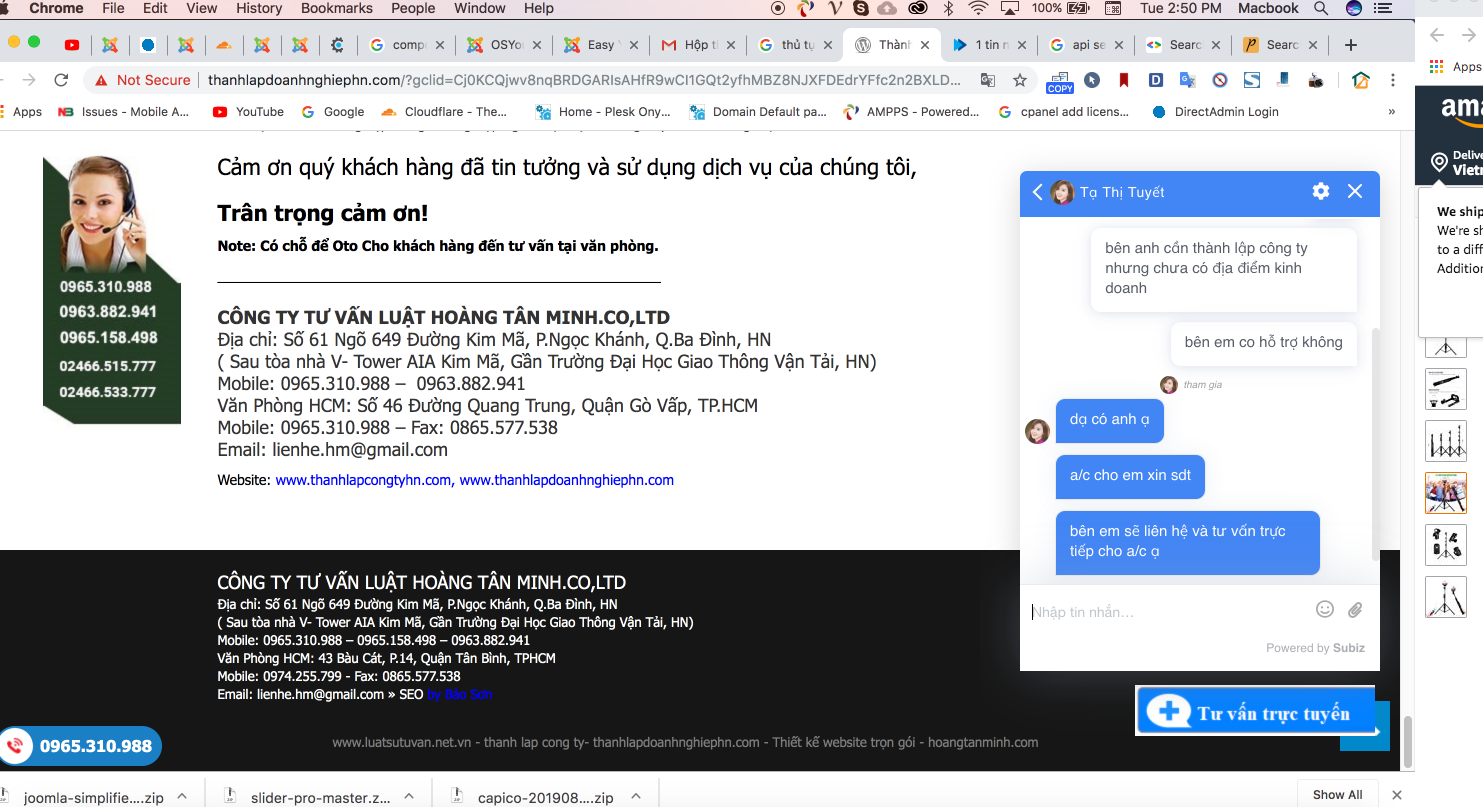 Chrome File Edit View History Bookmarks People Window Help 100% Tue 2:50 PM Macbook
comp OSYo Easy Hộp t thủ tụ Thành 1 tin n api se Searc Searc
Not Secure thanhlapdoanhnghiephn.com/?gclid=Cj0KCQjwv8nqBRDGARIsAHfR9wCI1GQt2yfhMBZ8NJXFDEdrYFfc2n2BXLD... COPY
Apps Issues - Mobile A... YouTube Google Cloudflare - The... Home - Plesk Ony... Domain Default pa... AMPPS - Powered... cpanel add licens... DirectAdmin Login »
Cảm ơn quý khách hàng đã tin tưởng và sử dụng dịch vụ của chúng tôi,
Trân trọng cảm ơn!
Note: Có chỗ để Oto Cho khách hàng đến tư vấn tại văn phòng.
0965.310.988
0963.882.941
0965.158.498
02466.515.777
02466.533.777
CÔNG TY TƯ VẤN LUẬT HOÀNG TÂN MINH.CO,LTD
Địa chỉ: Số 61 Ngõ 649 Đường Kim Mã, P.Ngọc Khánh, Q.Ba Đình, HN
( Sau tòa nhà V- Tower AIA Kim Mã, Gần Trường Đại Học Giao Thông Vận Tải, HN)
Mobile: 0965.310.988 – 0963.882.941
Văn Phòng HCM: Số 46 Đường Quang Trung, Quận Gò Vấp, TP.HCM
Mobile: 0965.310.988 – Fax: 0865.577.538
Email: lienhe.hm@gmail.com
Website: www.thanhlapcongtyhn.com, www.thanhlapdoanhnghiephn.com
Tạ Thị Tuyết
bên anh cần thành lập công ty
nhưng chưa có địa điểm kinh
doanh
bên em co hỗ trợ không
tham gia
dạ có anh ạ
a/c cho em xin sdt
bên em sẽ liên hệ và tư vấn trực
tiếp cho a/c ạ
Nhập tin nhắn...
Powered by Subiz
Tư vấn trực tuyến
CÔNG TY TƯ VẤN LUẬT HOÀNG TÂN MINH.CO,LTD
Địa chỉ: Số 61 Ngõ 649 Đường Kim Mã, P.Ngọc Khánh, Q.Ba Đình, HN
( Sau tòa nhà V- Tower AIA Kim Mã, Gần Trường Đại Học Giao Thông Vận Tải, HN)
Mobile: 0965.310.988 – 0965.158.498 – 0963.882.941
Văn Phòng HCM: 43 Bàu Cát, P.14, Quận Tân Bình, TPHCM
Mobile: 0974.255.799 - Fax: 0865.577.538
Email: lienhe.hm@gmail.com » SEO by Bảo Sơn
0965.310.988
www.luatsutuvan.net.vn - thanh lap cong ty- thanhlapdoanhnghiephn.com - Thiết kế website trọn gói - hoangtanminh.com
joomla-simplifie....zip slider-pro-master.z... capico-201908....zip Show All
Apps
ama
Delive
Vietn
We ship
We're sh
to a diff
Addition